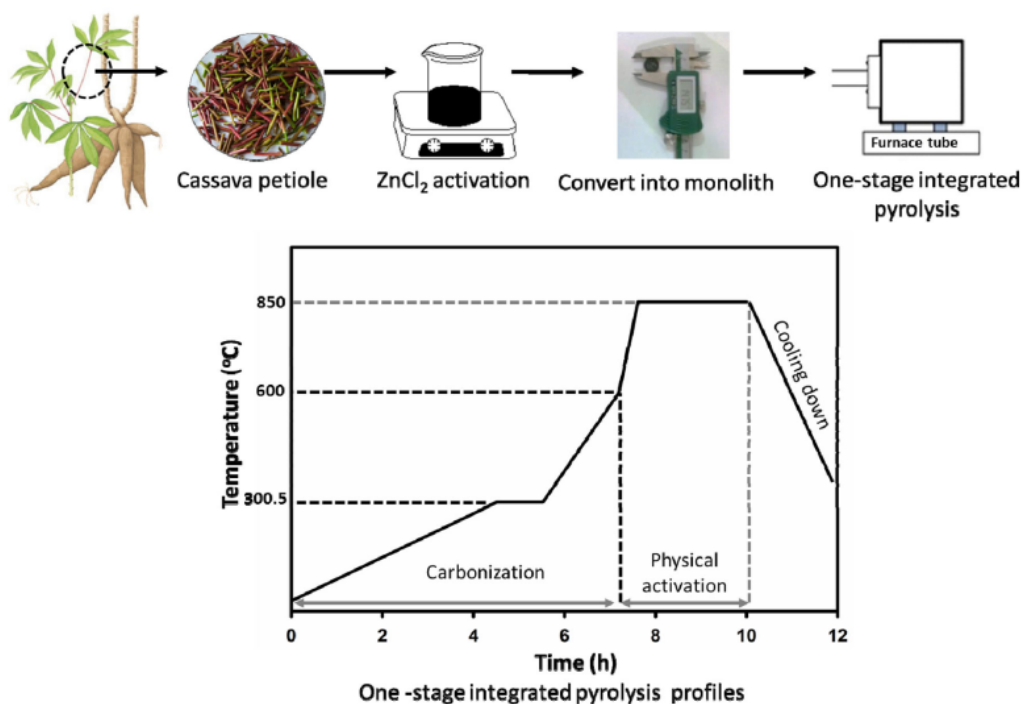 Cassava petiole
ZnCl₂ activation
Convert into monolith
Furnace tube
One-stage integrated
pyrolysis
Temperature (ºC)
850
600
300.5
Carbonization
Physical
activation
Cooling down
0 2 4 6 8 10 12
Time (h)
One -stage integrated pyrolysis profiles